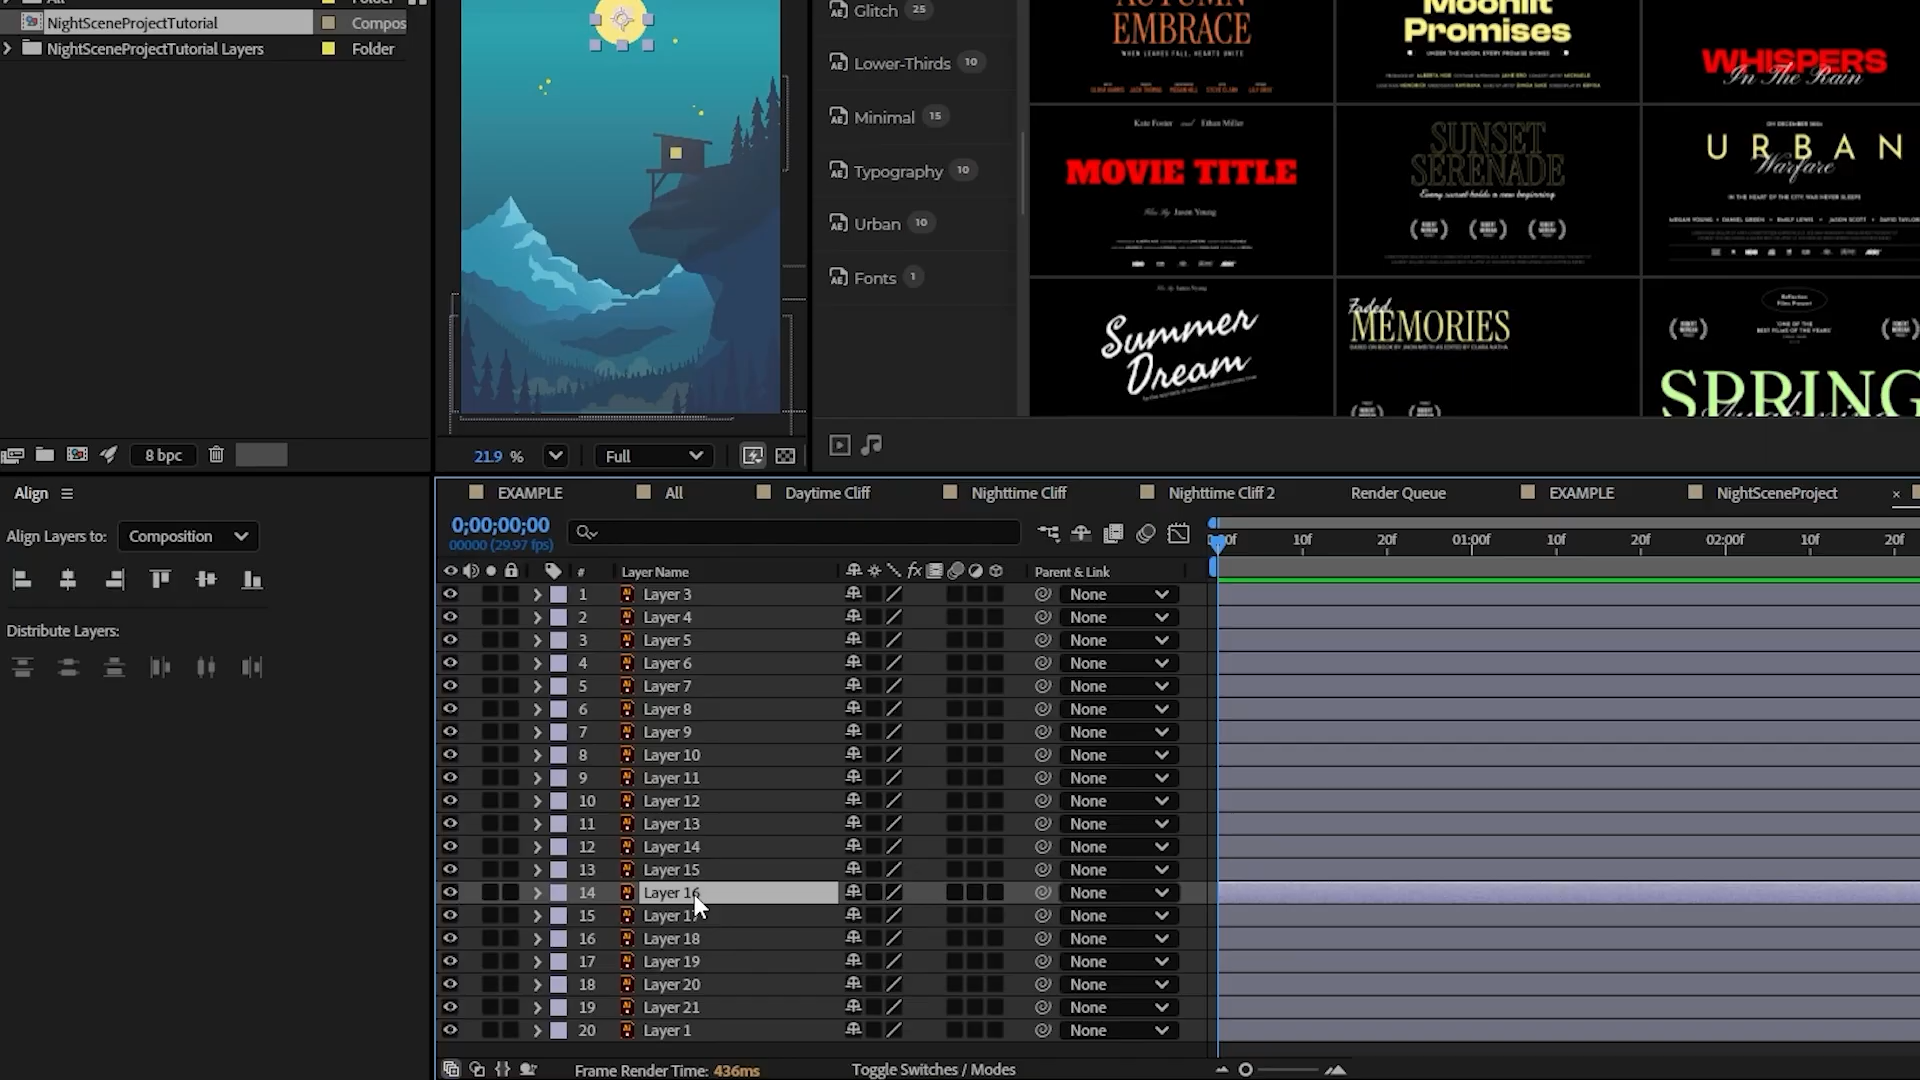 All Folder
NightSceneProjectTutorial Compos
NightSceneProjectTutorial Layers Folder
8 bpc
21.9 %
Full
Glitch 25
Lower-Thirds 10
Minimal 15
Typography 10
Urban 10
Fonts 1
AUTUMN
EMBRACE
WHEN LEAVES FALL, HEARTS UNITE
Moonlit
Promises
WHISPERS
In The Rain
Kate Foster and Ethan Miller
MOVIE TITLE
Film By Jason Young
SUNSET
SERENADE
Every sunset holds a new beginning
URBAN
Warfare
IN THE HEART OF THE CITY WAR NEVER SLEEPS
Summer
Dream
Faded
MEMORIES
SPRING
Align
Align Layers to: Composition
Distribute Layers:
EXAMPLE
All
Daytime Cliff
Nighttime Cliff
Nighttime Cliff 2
Render Queue
EXAMPLE
NightSceneProject
0;00;00;00
00000 (29.97 fps)
10f 20f 01:00f 10f 20f 02:00f 10f 20f
# Layer Name fx Parent & Link
1 Layer 3 None
2 Layer 4 None
3 Layer 5 None
4 Layer 6 None
5 Layer 7 None
6 Layer 8 None
7 Layer 9 None
8 Layer 10 None
9 Layer 11 None
10 Layer 12 None
11 Layer 13 None
12 Layer 14 None
13 Layer 15 None
14 Layer 16 None
15 Layer 17 None
16 Layer 18 None
17 Layer 19 None
18 Layer 20 None
19 Layer 21 None
20 Layer 1 None
Frame Render Time: 436ms
Toggle Switches / Modes